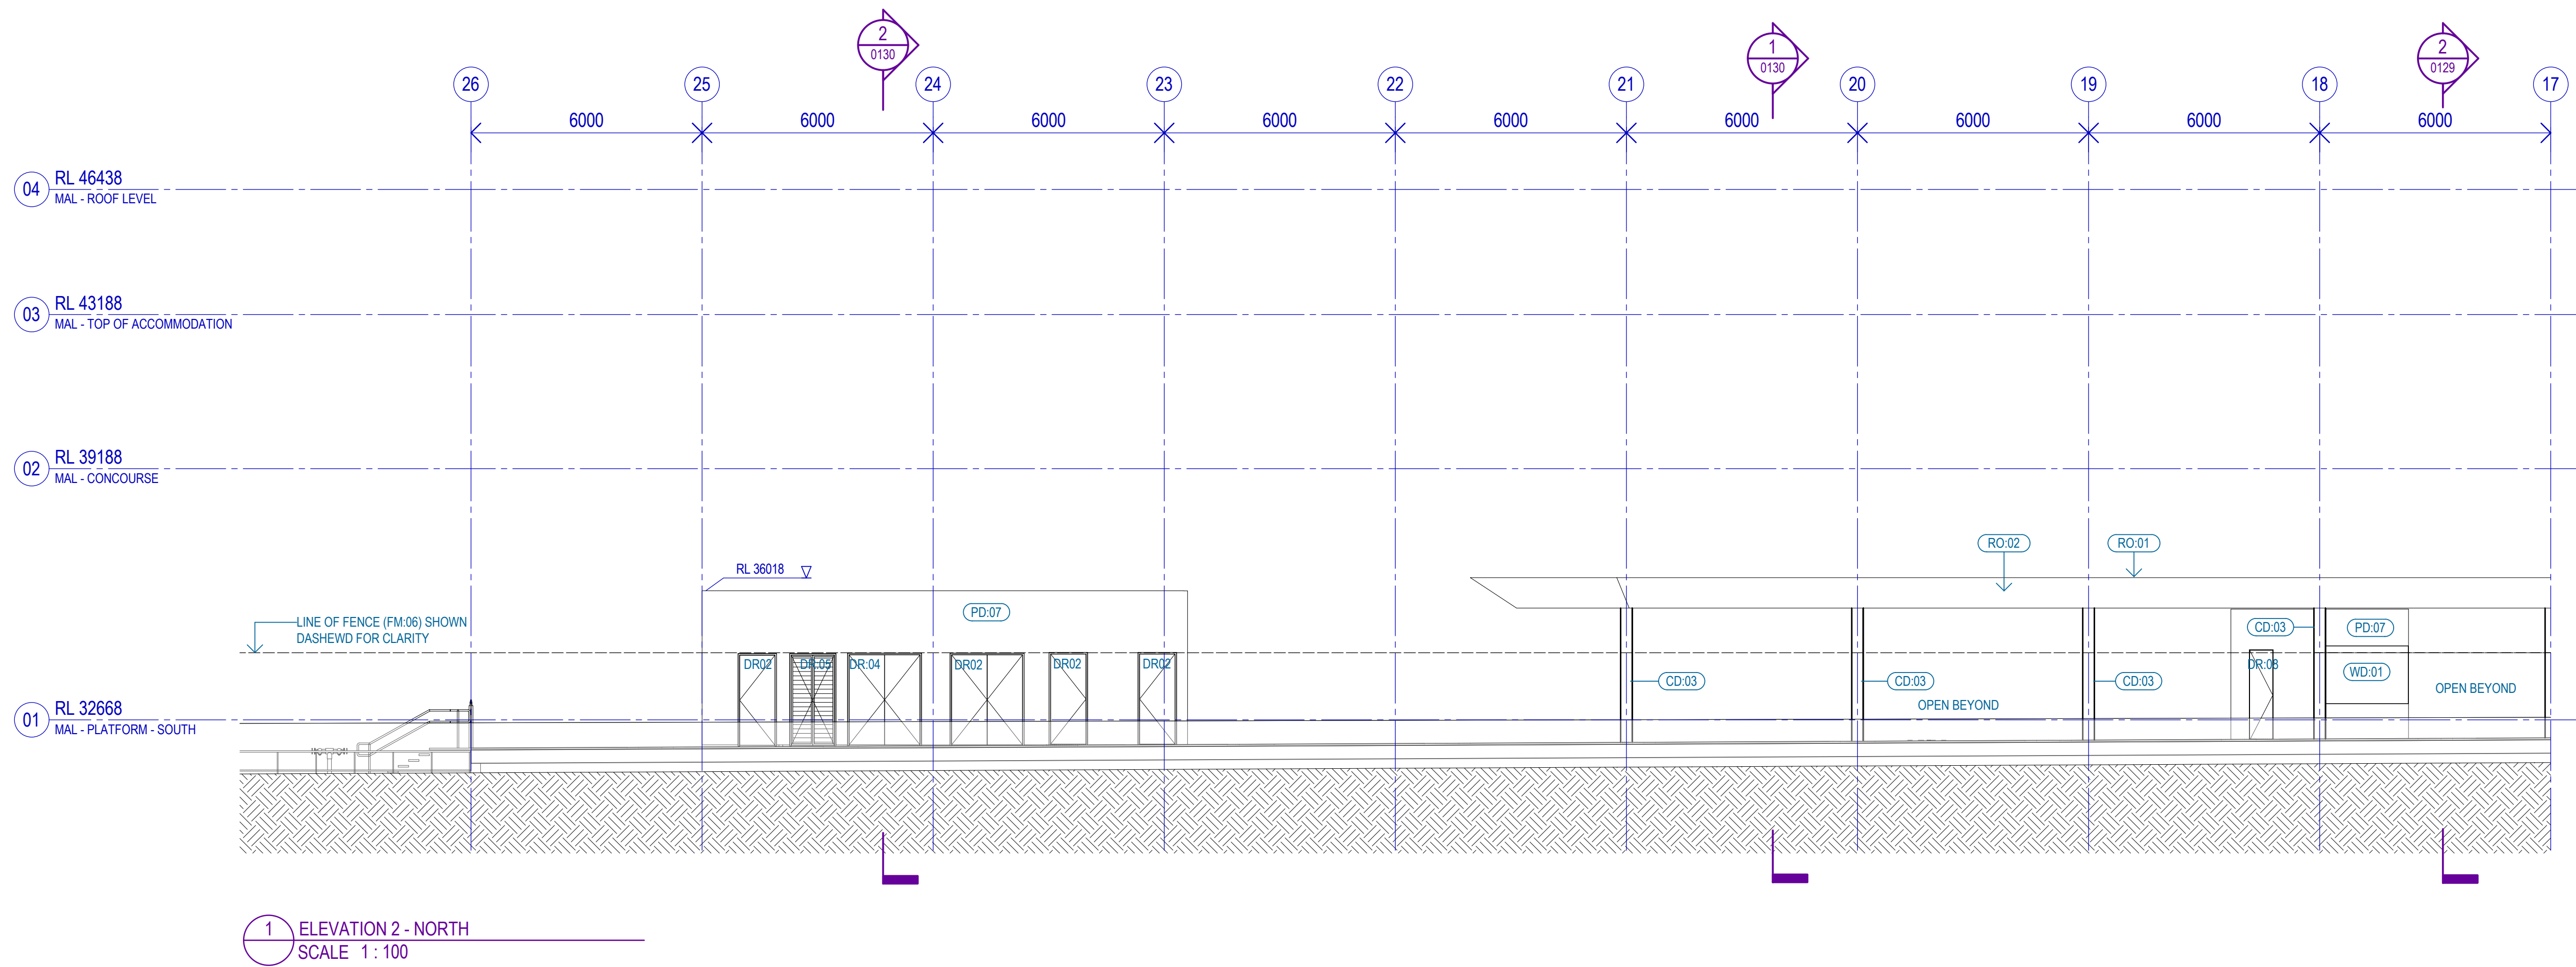 2
0130
1
0130
2
0129
26
25
24
23
22
21
20
19
18
17
6000
6000
6000
6000
6000
6000
6000
6000
6000
04
RL 46438
MAL - ROOF LEVEL
03
RL 43188
MAL - TOP OF ACCOMMODATION
02
RL 39188
MAL - CONCOURSE
RO:02
RO:01
RL 36018
PD:07
LINE OF FENCE (FM:06) SHOWN
DASHEWD FOR CLARITY
CD:03
PD:07
DR02
DR:05
DR:04
DR02
DR02
DR02
DR:08
WD:01
CD:03
CD:03
CD:03
OPEN BEYOND
OPEN BEYOND
01
RL 32668
MAL - PLATFORM - SOUTH
1
ELEVATION 2 - NORTH
SCALE 1 : 100